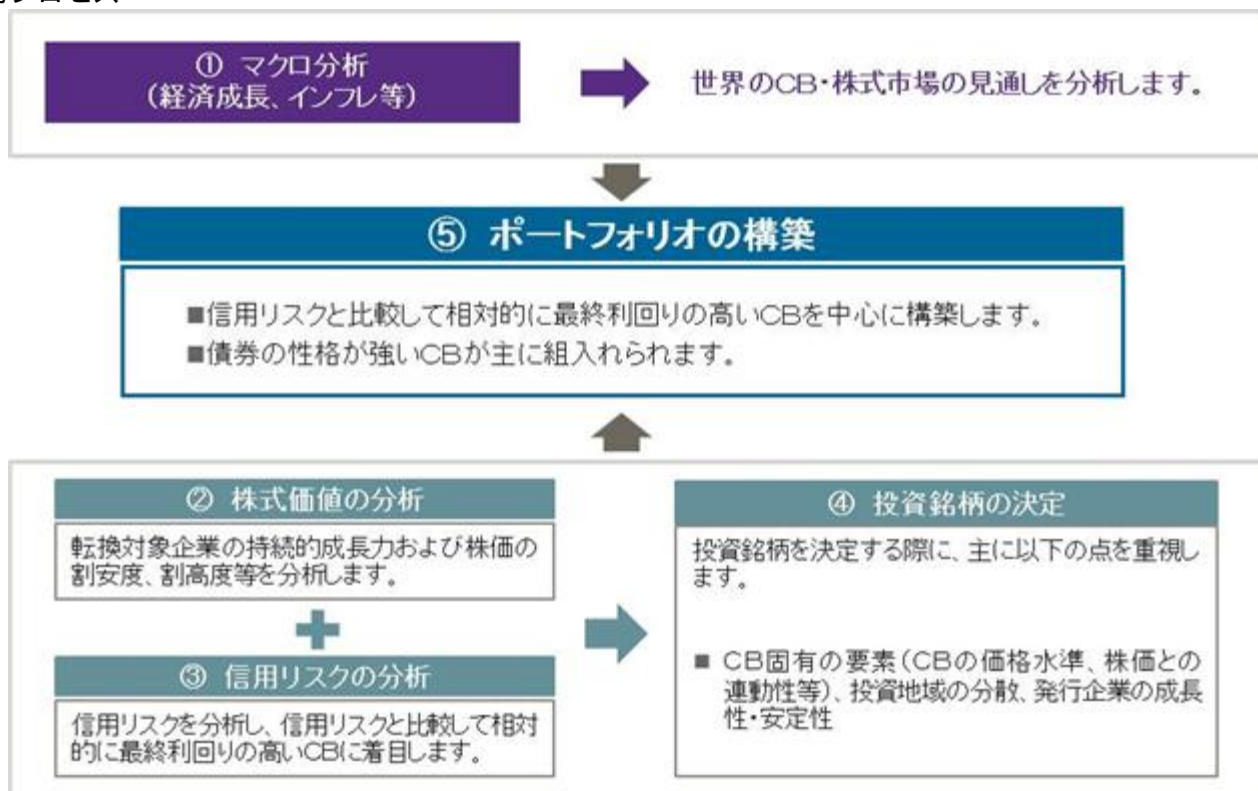 ① マクロ分析
（経済成長、インフレ等）
世界のCB・株式市場の見通しを分析します。
⑤ ポートフォリオの構築
■信用リスクと比較して相対的に最終利回りの高いCBを中心に構築します。
■債券の性格が強いCBが主に組入れられます。
② 株式価値の分析
転換対象企業の持続的成長力および株価の
割安度、割高度等を分析します。
③ 信用リスクの分析
信用リスクを分析し、信用リスクと比較して相対
的に最終利回りの高いCBに着目します。
④ 投資銘柄の決定
投資銘柄を決定する際に、主に以下の点を重視し
ます。
■ CB固有の要素（CBの価格水準、株価との
連動性等）、投資地域の分散、発行企業の成長
性・安定性